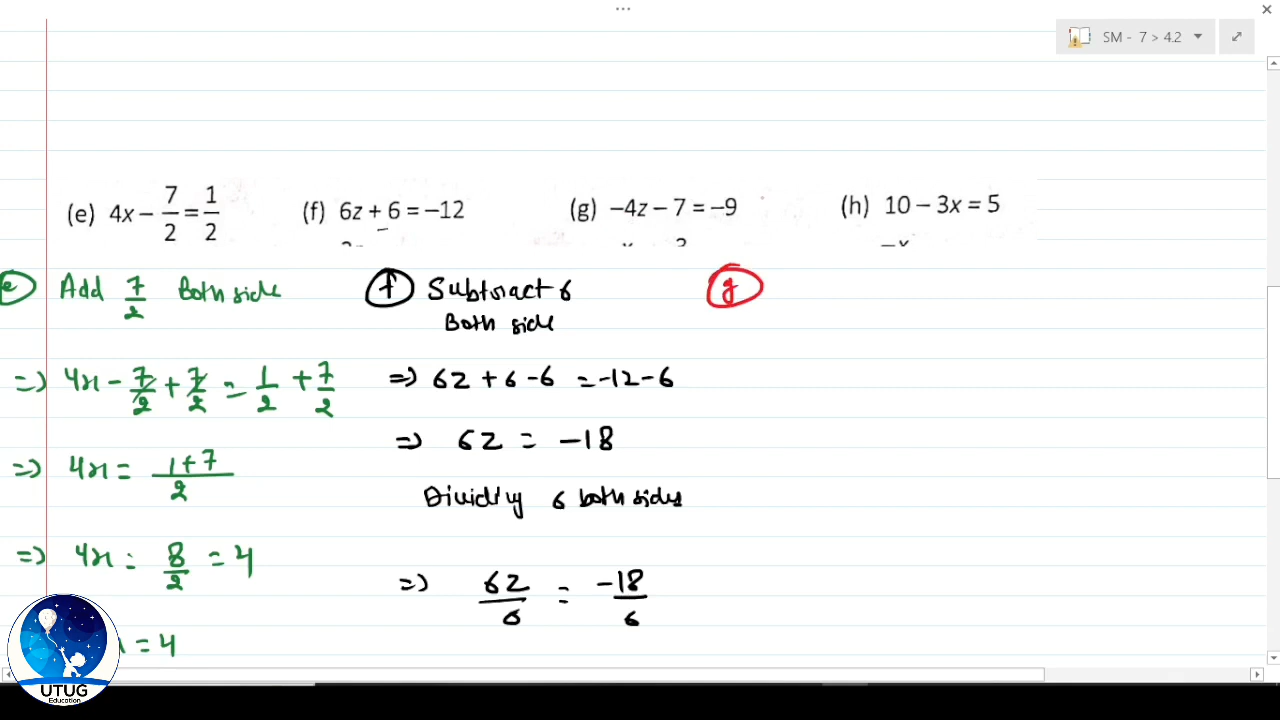 SM - 7 > 4.2
(e) 4x − 7/2 = 1/2 (f) 6z + 6 = −12 (g) −4z − 7 = −9 (h) 10 − 3x = 5
e Add 7/2 Both side
=) 4x - 7/2 + 7/2 = 1/2 + 7/2
=) 4x = 1+7/2
=) 4x = 8/2 = 4
= 4
f Subtract 6
Both side
=) 6z + 6 - 6 = -12 - 6
=) 6z = -18
Dividing 6 both sides
=) 6z/6 = -18/6
g
UTUG
Education